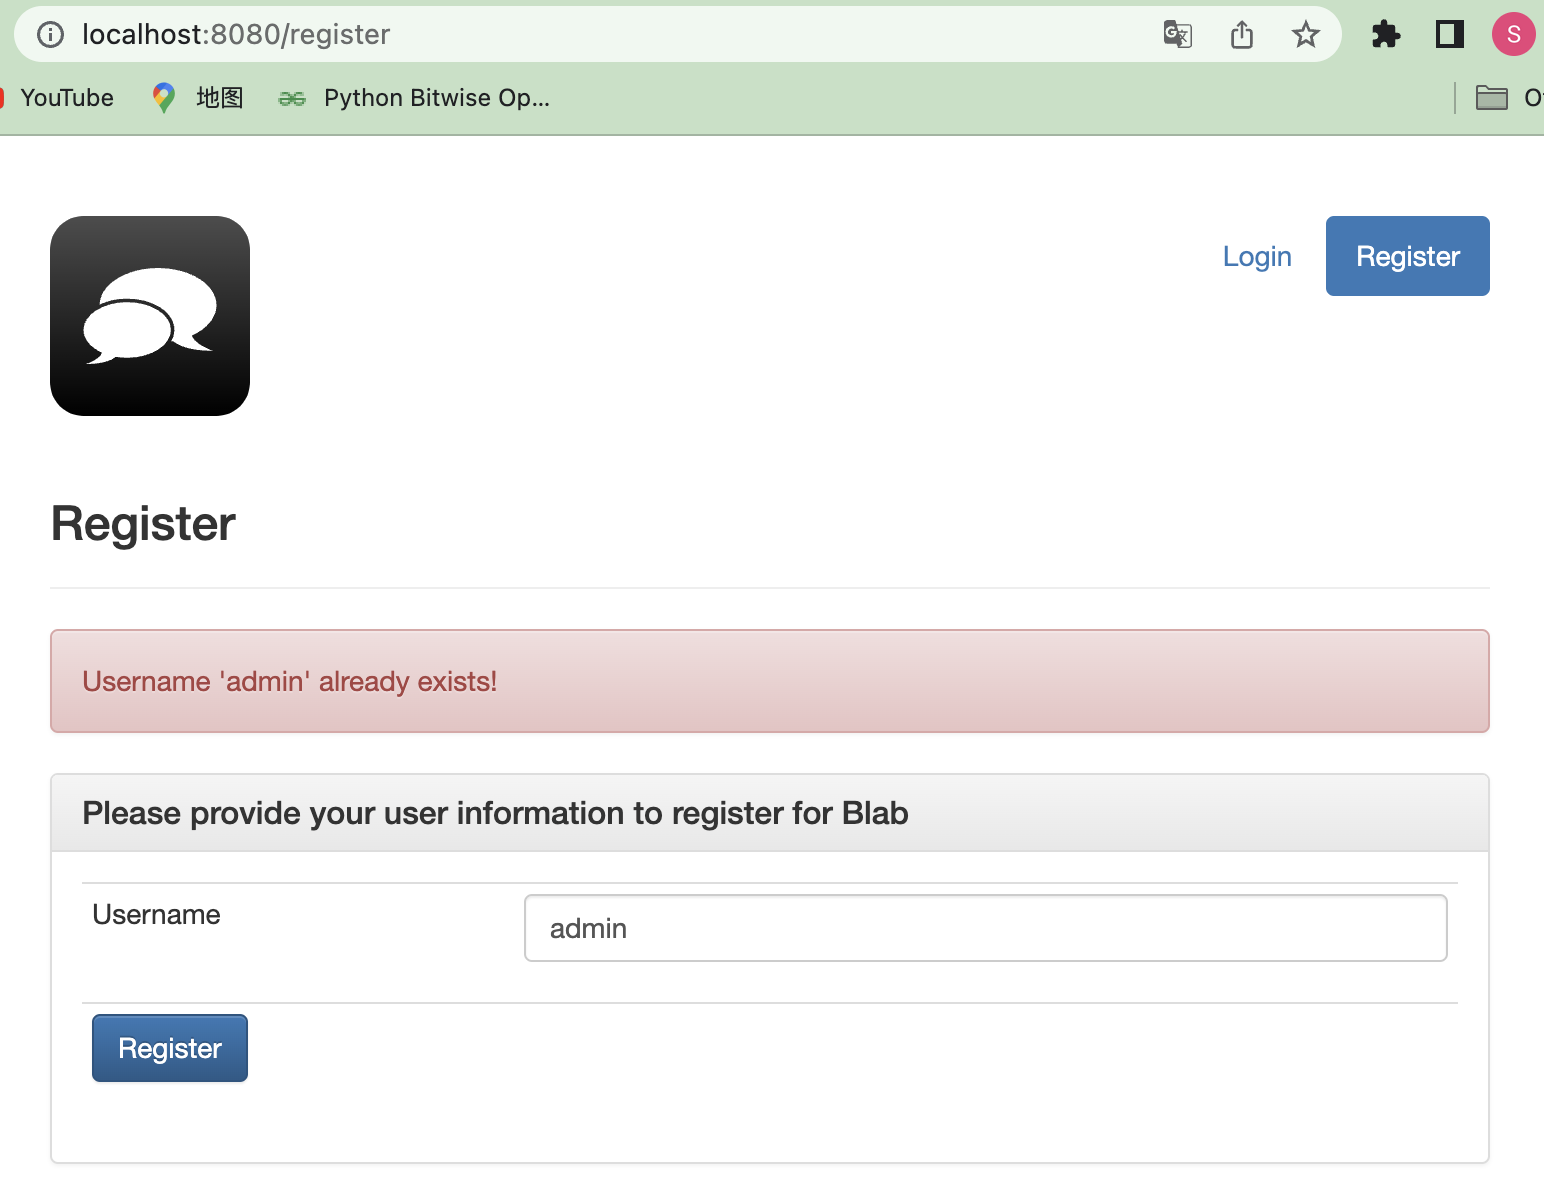 localhost:8080/register
S
YouTube 地图 Python Bitwise Op...
Login Register
Register
Username 'admin' already exists!
Please provide your user information to register for Blab
Username admin
Register